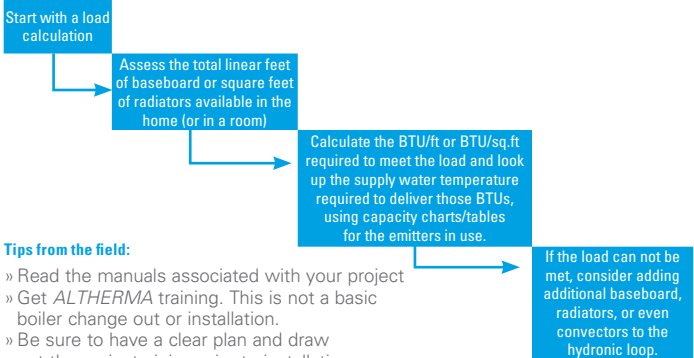 Start with a load
calculation
Assess the total linear feet
of baseboard or square feet
of radiators available in the
home (or in a room)
Calculate the BTU/ft or BTU/sq.ft
required to meet the load and look
up the supply water temperature
required to deliver those BTUs,
using capacity charts/tables
for the emitters in use.
If the load can not be
met, consider adding
additional baseboard,
radiators, or even
convectors to the
hydronic loop.
Tips from the field:
» Read the manuals associated with your project
» Get ALTHERMA training. This is not a basic
boiler change out or installation.
» Be sure to have a clear plan and draw